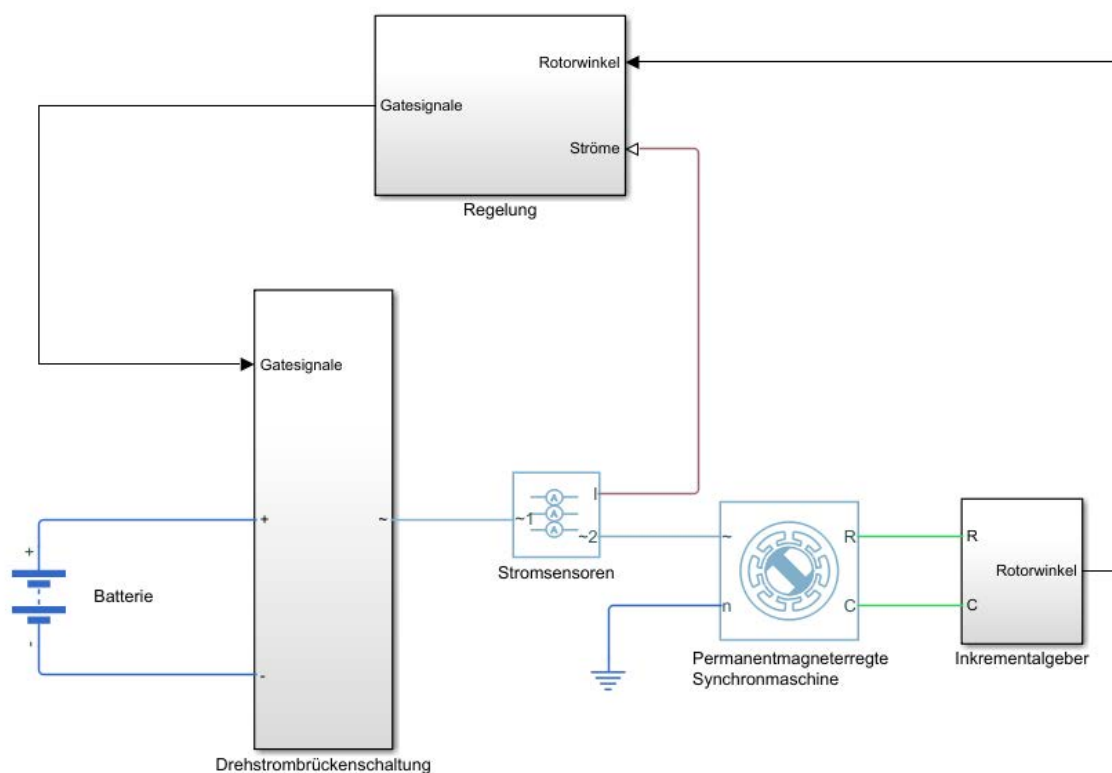 Rotorwinkel
Gatesignale
Ströme
Regelung
Gatesignale
+
~
~1
I
~2
Stromsensoren
+
Batterie
-
-
~
n
R
C
Permanentmagneterregte
Synchronmaschine
R
Rotorwinkel
C
Inkrementalgeber
Drehstrombrückenschaltung
A
A
A